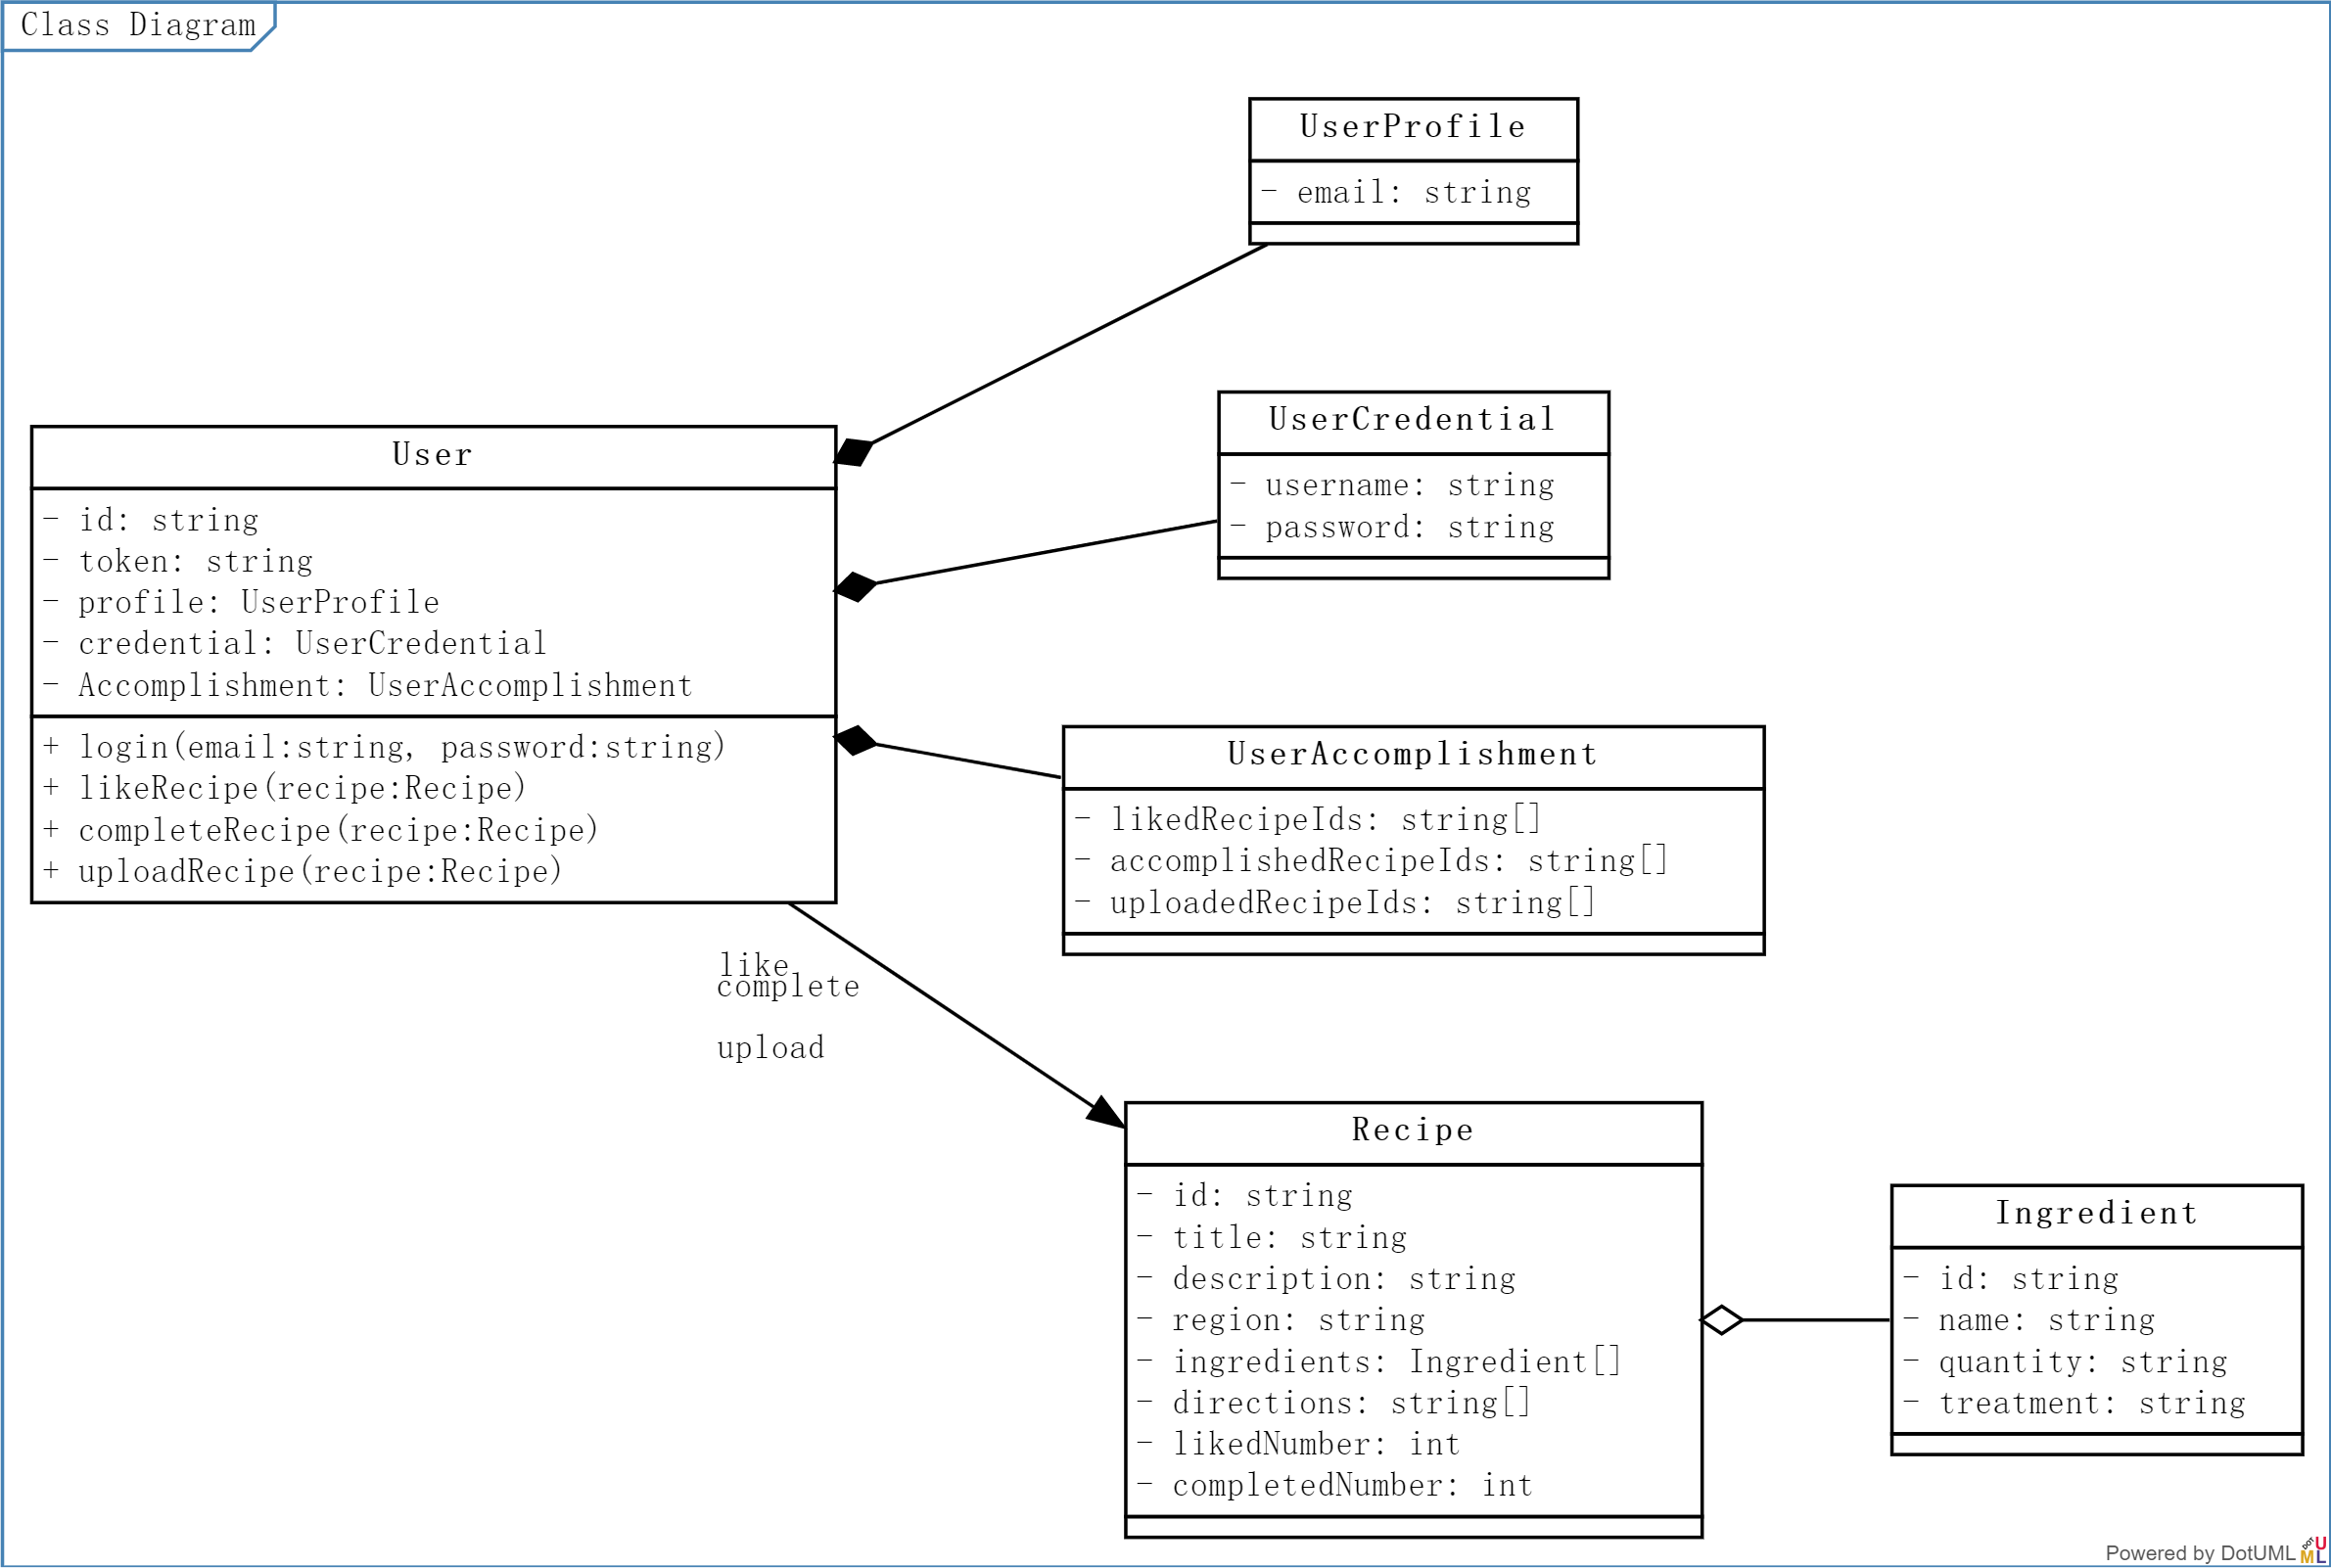 Class Diagram
UserProfile
- email: string
UserCredential
- username: string
- password: string
User
- id: string
- token: string
- profile: UserProfile
- credential: UserCredential
- Accomplishment: UserAccomplishment
+ login(email:string, password:string)
+ likeRecipe(recipe:Recipe)
+ completeRecipe(recipe:Recipe)
+ uploadRecipe(recipe:Recipe)
UserAccomplishment
- likedRecipeIds: string[]
- accomplishedRecipeIds: string[]
- uploadedRecipeIds: string[]
like
complete
upload
Recipe
- id: string
- title: string
- description: string
- region: string
- ingredients: Ingredient[]
- directions: string[]
- likedNumber: int
- completedNumber: int
Ingredient
- id: string
- name: string
- quantity: string
- treatment: string
Powered by DotUML
DOT UML